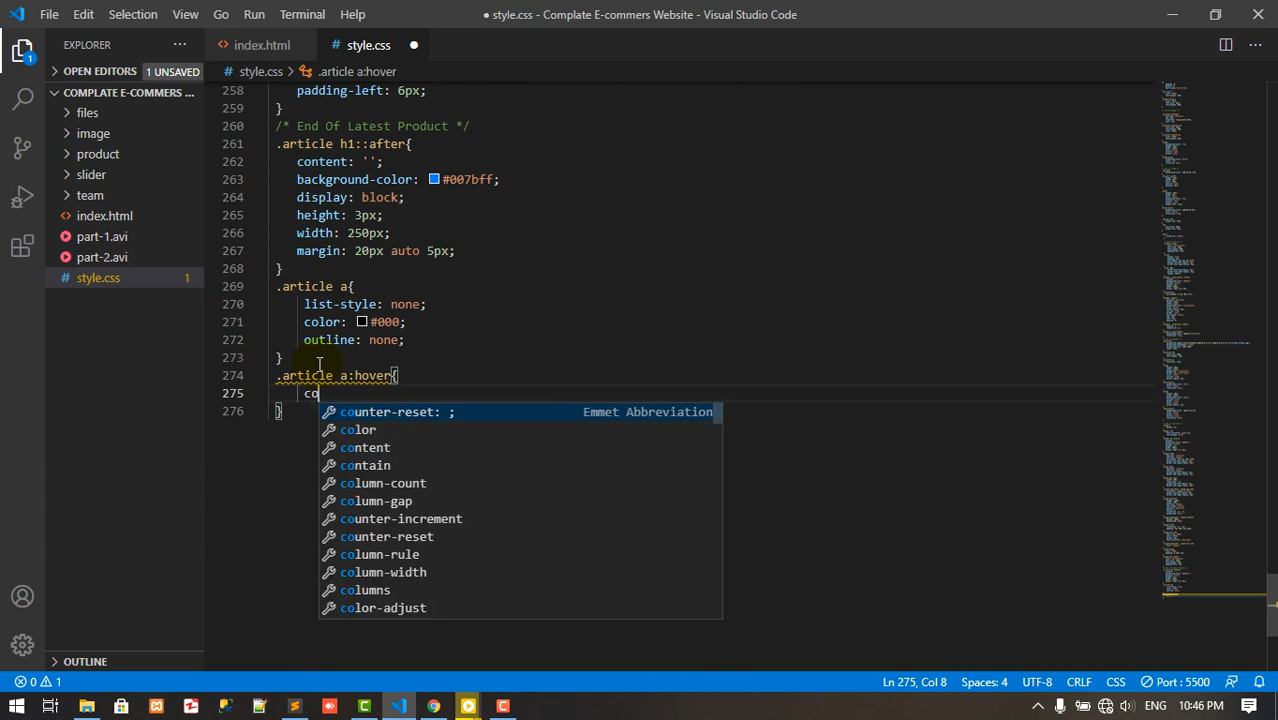 File Edit Selection View Go Run Terminal Help
● style.css - Complate E-commers Website - Visual Studio Code
EXPLORER
index.html
style.css
OPEN EDITORS 1 UNSAVED
style.css > .article a:hover
COMPLATE E-COMMERS ...
files
image
product
slider
team
index.html
part-1.avi
part-2.avi
style.css 1
OUTLINE
258 padding-left: 6px;
259 }
260 /* End Of Latest Product */
261 .article h1::after{
262 content: '';
263 background-color: #007bff;
264 display: block;
265 height: 3px;
266 width: 250px;
267 margin: 20px auto 5px;
268 }
269 .article a{
270 list-style: none;
271 color: #000;
272 outline: none;
273 }
274 .article a:hover{
275 co
276 }
counter-reset: ; Emmet Abbreviation
color
content
contain
column-count
column-gap
counter-increment
counter-reset
column-rule
column-width
columns
color-adjust
1
0 1
Ln 275, Col 8 Spaces: 4 UTF-8 CRLF CSS Port : 5500
ENG 10:46 PM